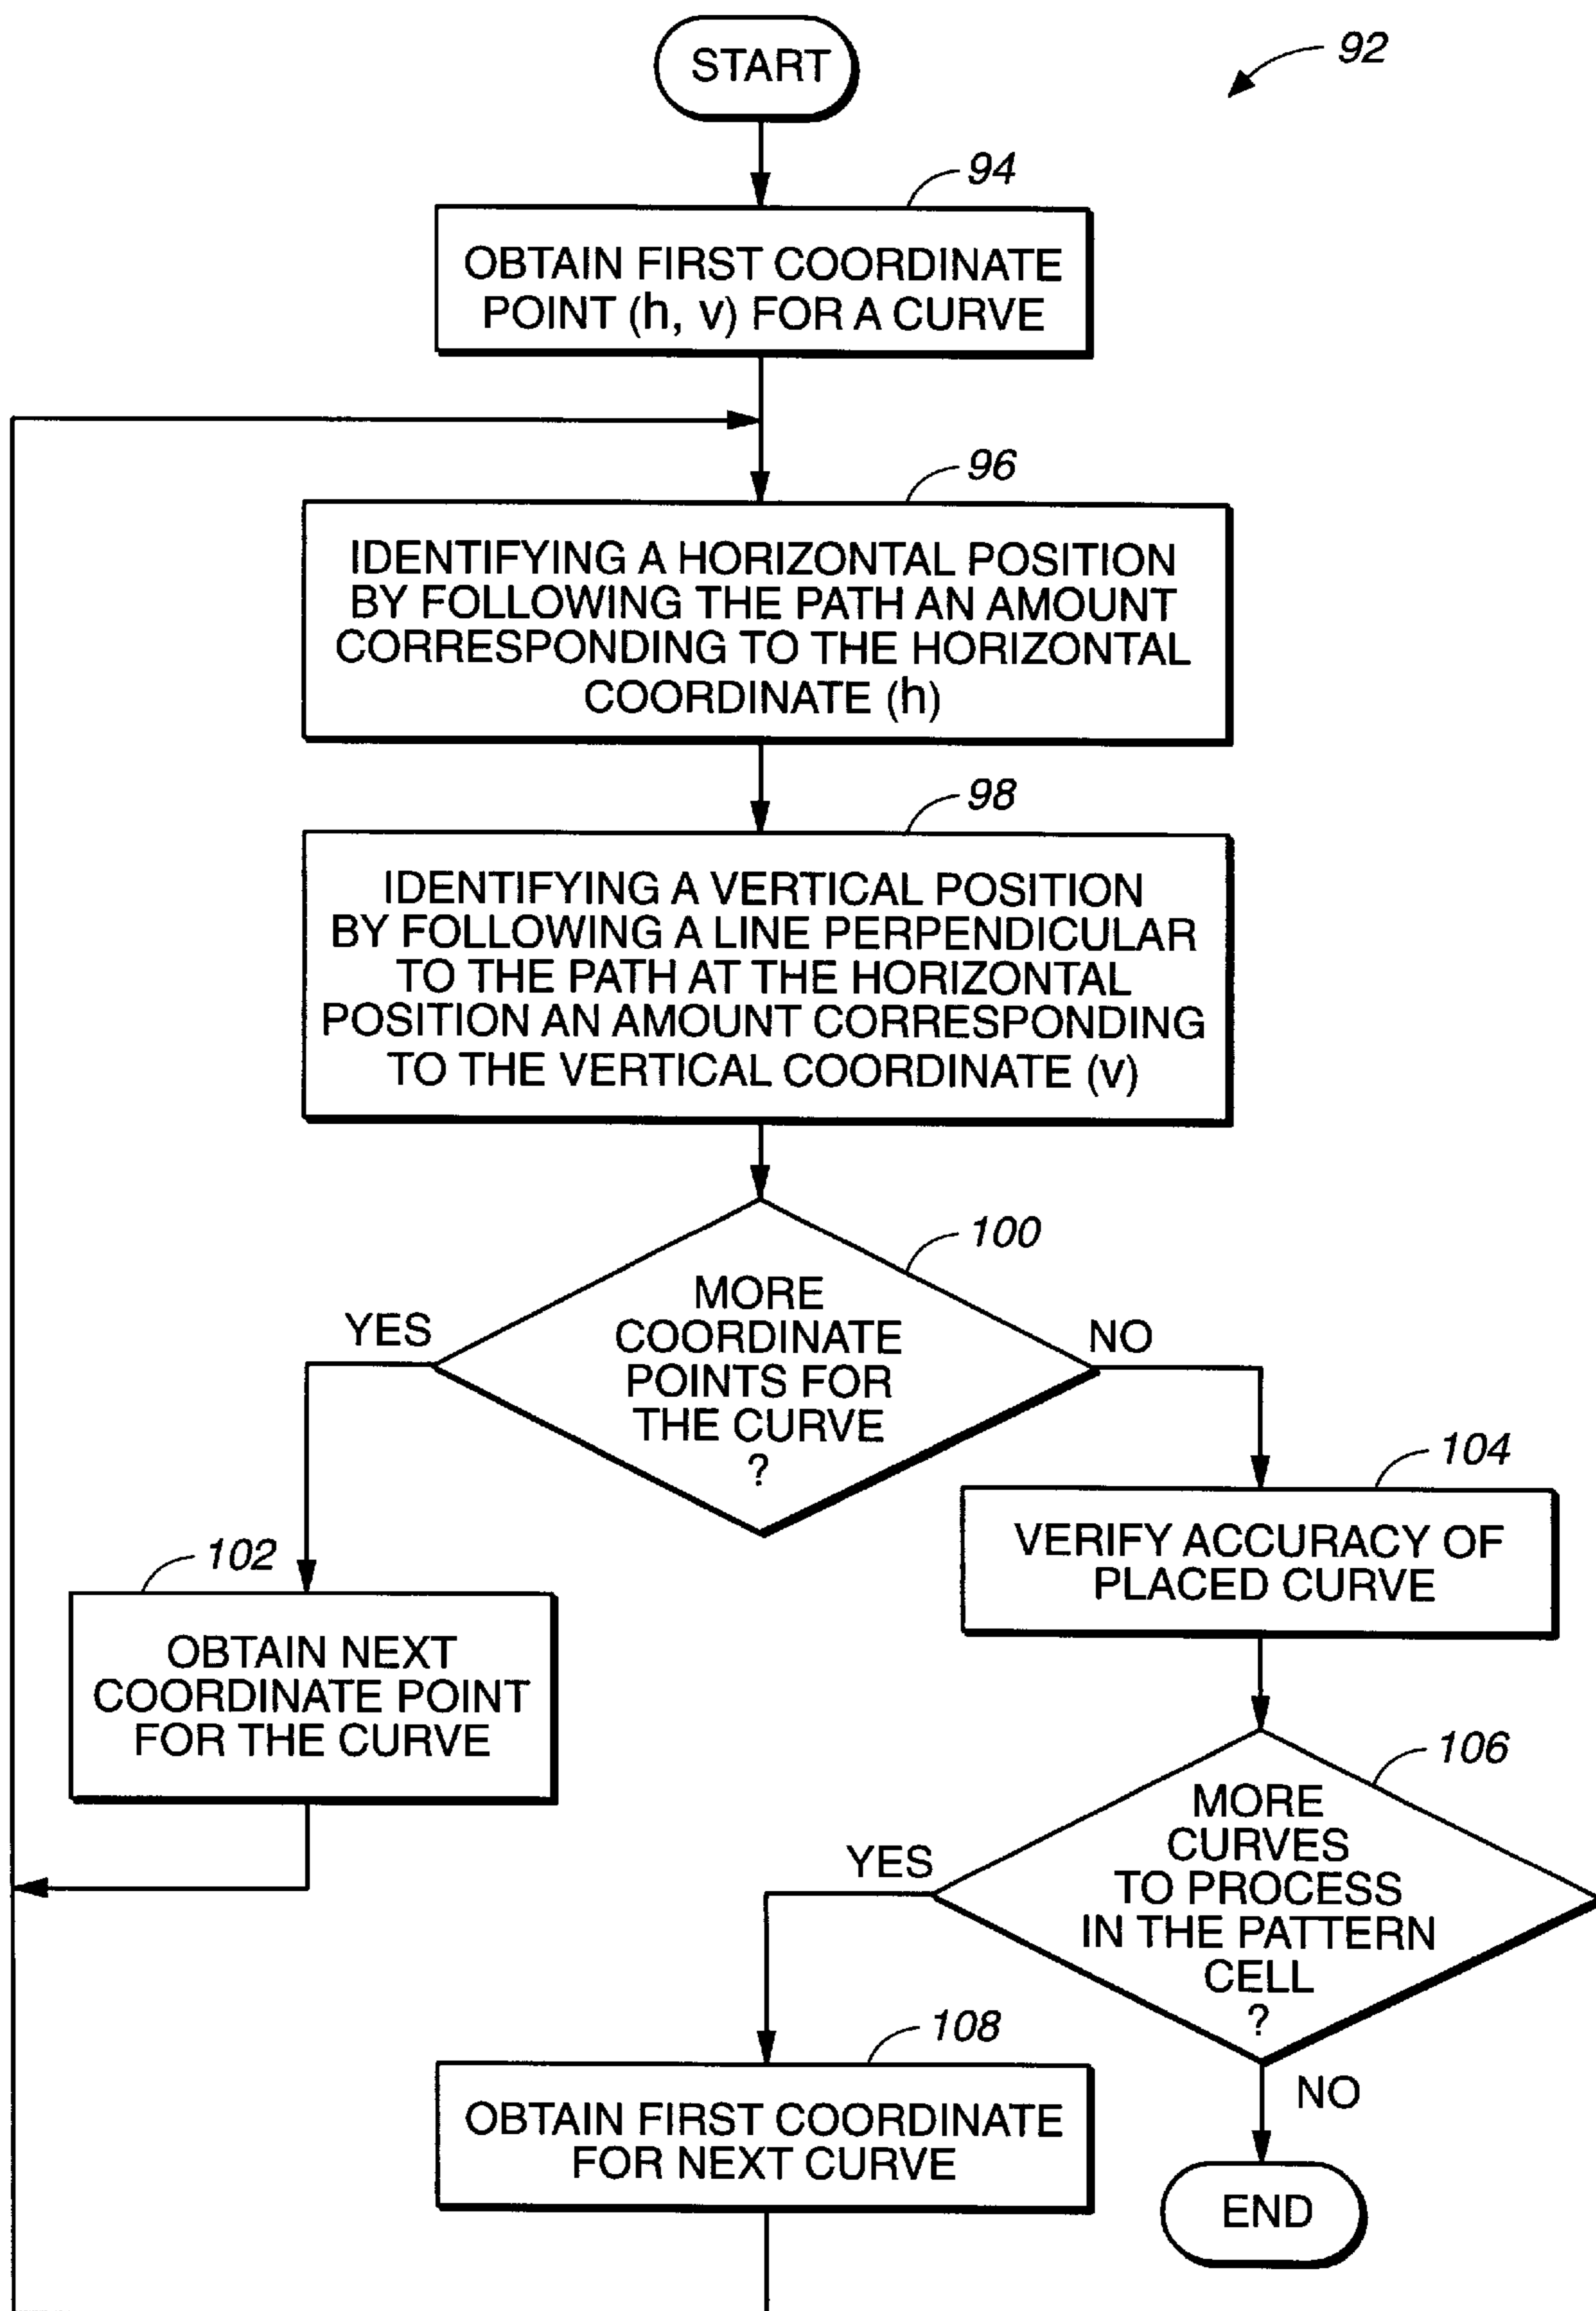 START
92
94
OBTAIN FIRST COORDINATE
POINT (h, v) FOR A CURVE
96
IDENTIFYING A HORIZONTAL POSITION
BY FOLLOWING THE PATH AN AMOUNT
CORRESPONDING TO THE HORIZONTAL
COORDINATE (h)
98
IDENTIFYING A VERTICAL POSITION
BY FOLLOWING A LINE PERPENDICULAR
TO THE PATH AT THE HORIZONTAL
POSITION AN AMOUNT CORRESPONDING
TO THE VERTICAL COORDINATE (v)
100
MORE
COORDINATE
POINTS FOR
THE CURVE
?
YES
NO
102
OBTAIN NEXT
COORDINATE POINT
FOR THE CURVE
104
VERIFY ACCURACY OF
PLACED CURVE
106
MORE
CURVES
TO PROCESS
IN THE PATTERN
CELL
?
YES
NO
108
OBTAIN FIRST COORDINATE
FOR NEXT CURVE
END